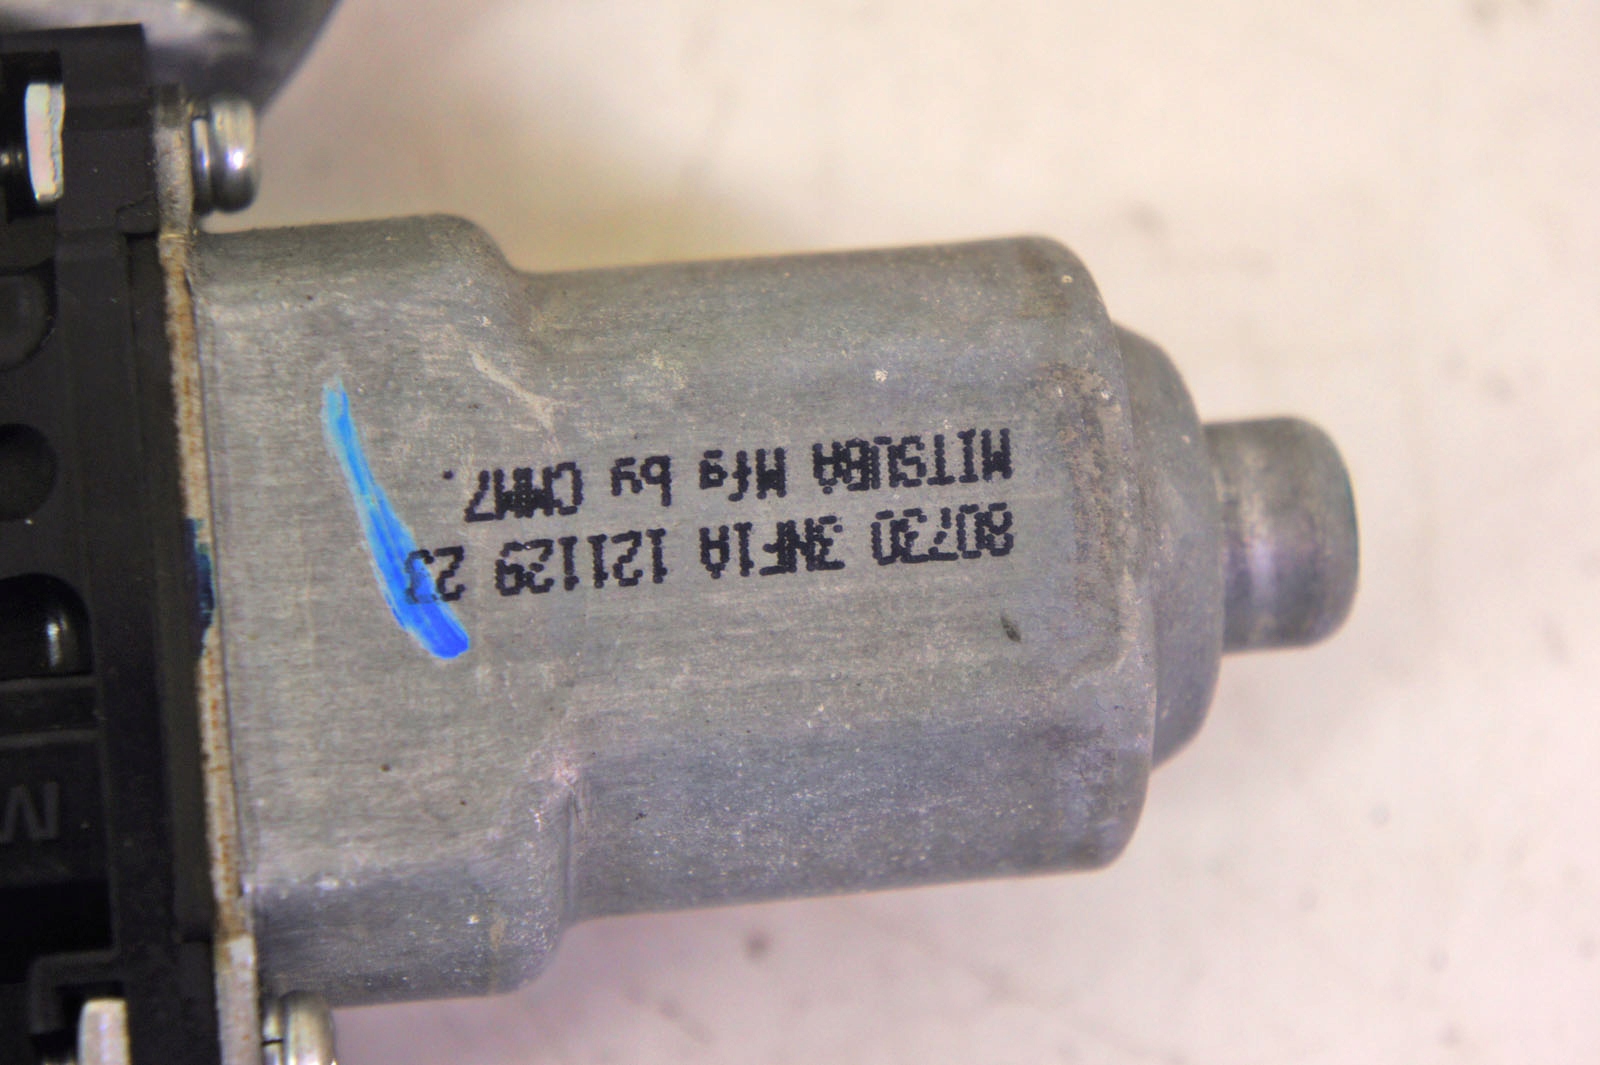 80730 3NF1A 121129 23
MITSUBA Mfg by CMM7.
M